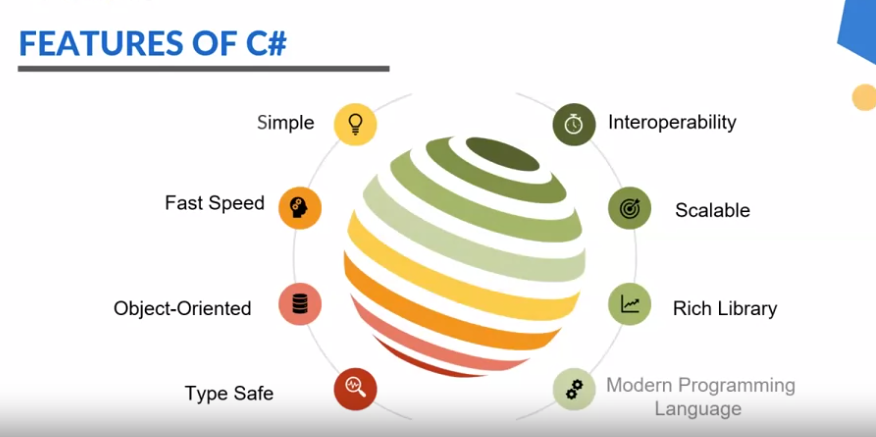 FEATURES OF C#
Simple
Interoperability
Fast Speed
Scalable
Object-Oriented
Rich Library
Type Safe
Modern Programming
Language